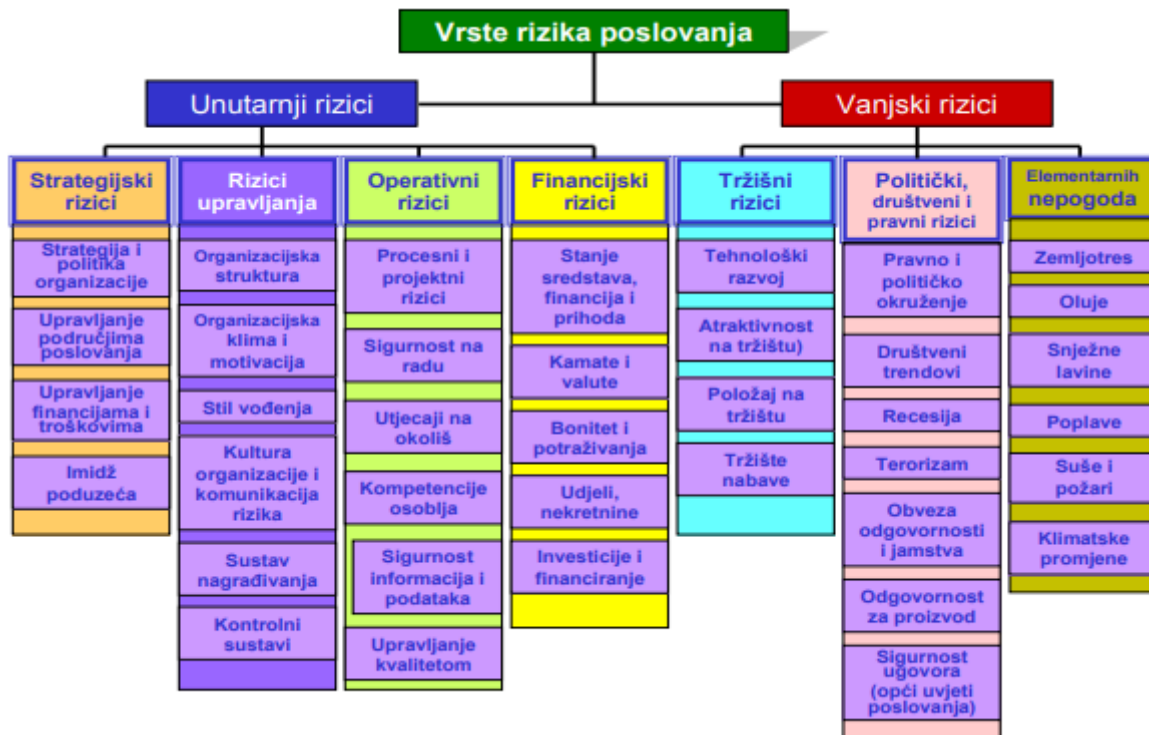 Vrste rizika poslovanja
Unutarnji rizici
Vanjski rizici
Strategijski
rizici
Strategija i
politika
organizacije
Upravljanje
područjima
poslovanja
Upravljanje
financijama i
troškovima
Imidž
poduzeća
Rizici
upravljanja
Organizacijska
struktura
Organizacijska
klima i
motivacija
Stil vođenja
Kultura
organizacije i
komunikacija
rizika
Sustav
nagrađivanja
Kontrolni
sustavi
Operativni
rizici
Procesni i
projektni
rizici
Sigurnost na
radu
Utjecaji na
okoliš
Kompetencije
osoblja
Sigurnost
informacija i
podataka
Upravljanje
kvalitetom
Financijski
rizici
Stanje
sredstava,
financija i
prihoda
Kamate i
valute
Bonitet i
potraživanja
Udjeli,
nekretnine
Investicije i
financiranje
Tržišni
rizici
Tehnološki
razvoj
Atraktivnost
na tržištu)
Položaj na
tržištu
Tržište
nabave
Politički,
društveni i
pravni rizici
Pravno i
političko
okruženje
Društveni
trendovi
Recesija
Terorizam
Obveza
odgovornosti
i jamstva
Odgovornost
za proizvod
Sigurnost
ugovora
(opći uvjeti
poslovanja)
Elementarnih
nepogoda
Zemljotres
Oluje
Snježne
lavine
Poplave
Suše i
požari
Klimatske
promjene